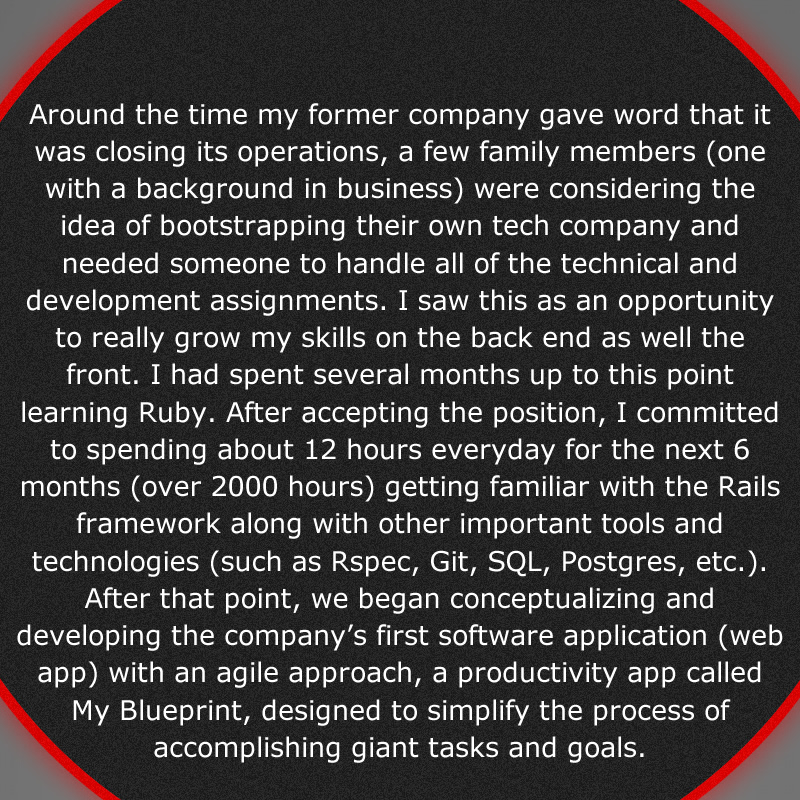 Around the time my former company gave word that it
was closing its operations, a few family members (one
with a background in business) were considering the
idea of bootstrapping their own tech company and
needed someone to handle all of the technical and
development assignments. I saw this as an opportunity
to really grow my skills on the back end as well the
front. I had spent several months up to this point
learning Ruby. After accepting the position, I committed
to spending about 12 hours everyday for the next 6
months (over 2000 hours) getting familiar with the Rails
framework along with other important tools and
technologies (such as Rspec, Git, SQL, Postgres, etc.).
After that point, we began conceptualizing and
developing the company’s first software application (web
app) with an agile approach, a productivity app called
My Blueprint, designed to simplify the process of
accomplishing giant tasks and goals.